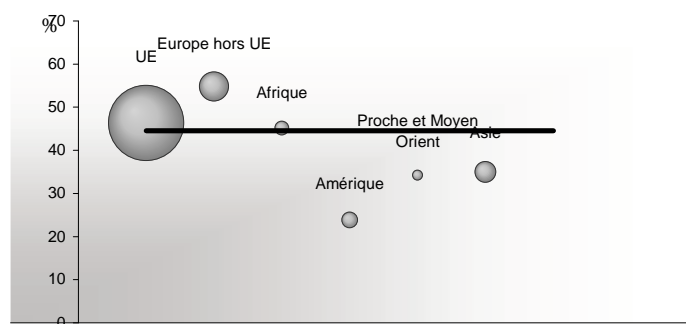 %
70
60
50
40
30
20
10
0
UE
Europe hors UE
Afrique
Amérique
Proche et Moyen
Orient
Asie